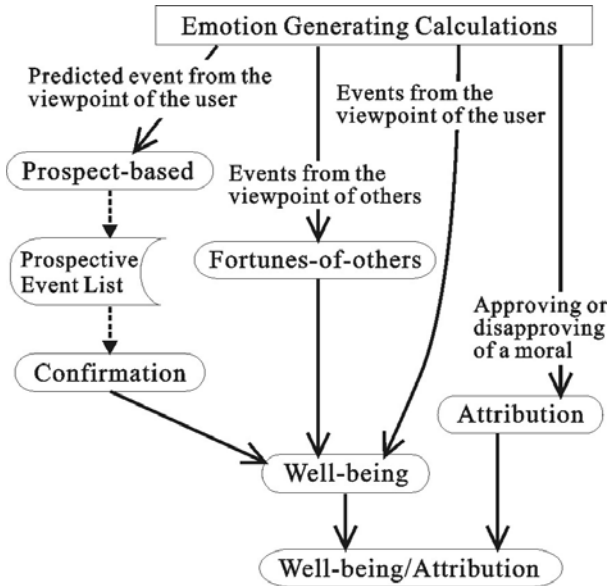 Emotion Generating Calculations
Predicted event from the
viewpoint of the user
Events from the
viewpoint of the user
Prospect-based
Events from the
viewpoint of others
Prospective
Event List
Fortunes-of-others
Approving or
disapproving
of a moral
Confirmation
Attribution
Well-being
Well-being/Attribution